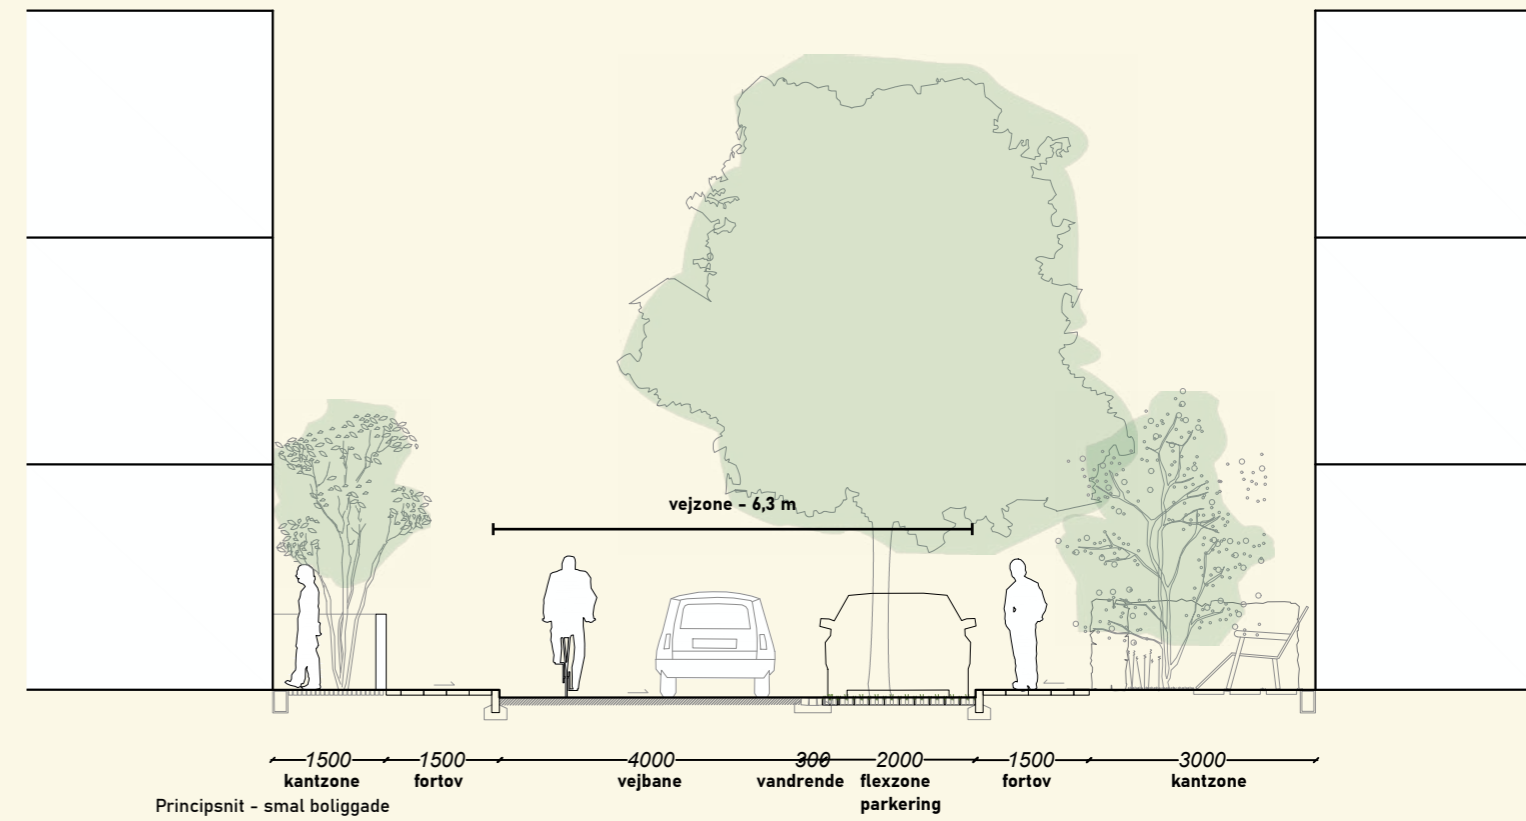 vejzone - 6,3 m
1500 1500 4000 300 2000 1500 3000
kantzone fortov vejbane vandrende flexzone fortov kantzone
parkering
Principsnit - smal boliggade